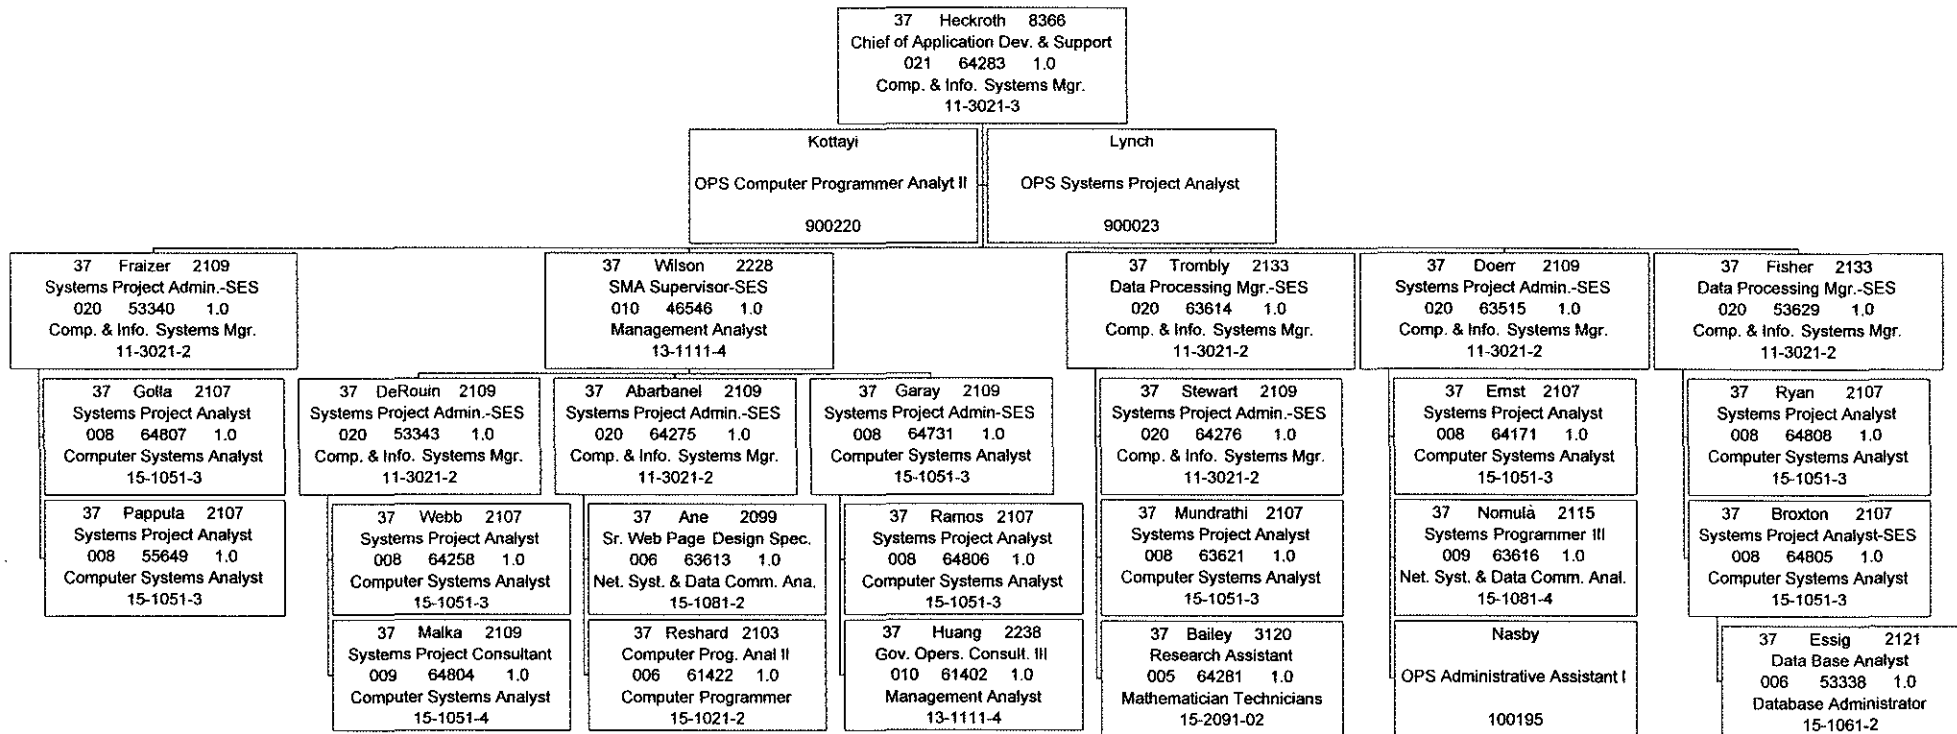 37 Heckroth 8366
Chief of Application Dev. & Support
021 64283 1.0
Comp. & Info. Systems Mgr.
11-3021-3
Kottayi
OPS Computer Programmer Analyt II
900220
Lynch
OPS Systems Project Analyst
900023
37 Fraizer 2109
Systems Project Admin.-SES
020 53340 1.0
Comp. & Info. Systems Mgr.
11-3021-2
37 Wilson 2228
SMA Supervisor-SES
010 46546 1.0
Management Analyst
13-1111-4
37 Trombly 2133
Data Processing Mgr.-SES
020 63614 1.0
Comp. & Info. Systems Mgr.
11-3021-2
37 Doerr 2109
Systems Project Admin.-SES
020 63515 1.0
Comp. & Info. Systems Mgr.
11-3021-2
37 Fisher 2133
Data Processing Mgr.-SES
020 53629 1.0
Comp. & Info. Systems Mgr.
11-3021-2
37 Golla 2107
Systems Project Analyst
008 64807 1.0
Computer Systems Analyst
15-1051-3
37 DeRouin 2109
Systems Project Admin.-SES
020 53343 1.0
Comp. & Info. Systems Mgr.
11-3021-2
37 Abarbanel 2109
Systems Project Admin.-SES
020 64275 1.0
Comp. & Info. Systems Mgr.
11-3021-2
37 Garay 2109
Systems Project Admin-SES
008 64731 1.0
Computer Systems Analyst
15-1051-3
37 Stewart 2109
Systems Project Admin.-SES
020 64276 1.0
Comp. & Info. Systems Mgr.
11-3021-2
37 Ernst 2107
Systems Project Analyst
008 64171 1.0
Computer Systems Analyst
15-1051-3
37 Ryan 2107
Systems Project Analyst
008 64808 1.0
Computer Systems Analyst
15-1051-3
37 Pappula 2107
Systems Project Analyst
008 55649 1.0
Computer Systems Analyst
15-1051-3
37 Webb 2107
Systems Project Analyst
008 64258 1.0
Computer Systems Analyst
15-1051-3
37 Ane 2099
Sr. Web Page Design Spec.
006 63613 1.0
Net. Syst. & Data Comm. Ana.
15-1081-2
37 Ramos 2107
Systems Project Analyst
008 64806 1.0
Computer Systems Analyst
15-1051-3
37 Mundrathi 2107
Systems Project Analyst
008 63621 1.0
Computer Systems Analyst
15-1051-3
37 Nomula 2115
Systems Programmer III
009 63616 1.0
Net. Syst. & Data Comm. Anal.
15-1081-4
37 Broxton 2107
Systems Project Analyst-SES
008 64805 1.0
Computer Systems Analyst
15-1051-3
37 Malka 2109
Systems Project Consultant
009 64804 1.0
Computer Systems Analyst
15-1051-4
37 Reshard 2103
Computer Prog. Anal II
006 61422 1.0
Computer Programmer
15-1021-2
37 Huang 2238
Gov. Opers. Consult. III
010 61402 1.0
Management Analyst
13-1111-4
37 Bailey 3120
Research Assistant
005 64281 1.0
Mathematician Technicians
15-2091-02
Nasby
OPS Administrative Assistant I
100195
37 Essig 2121
Data Base Analyst
006 53338 1.0
Database Administrator
15-1061-2